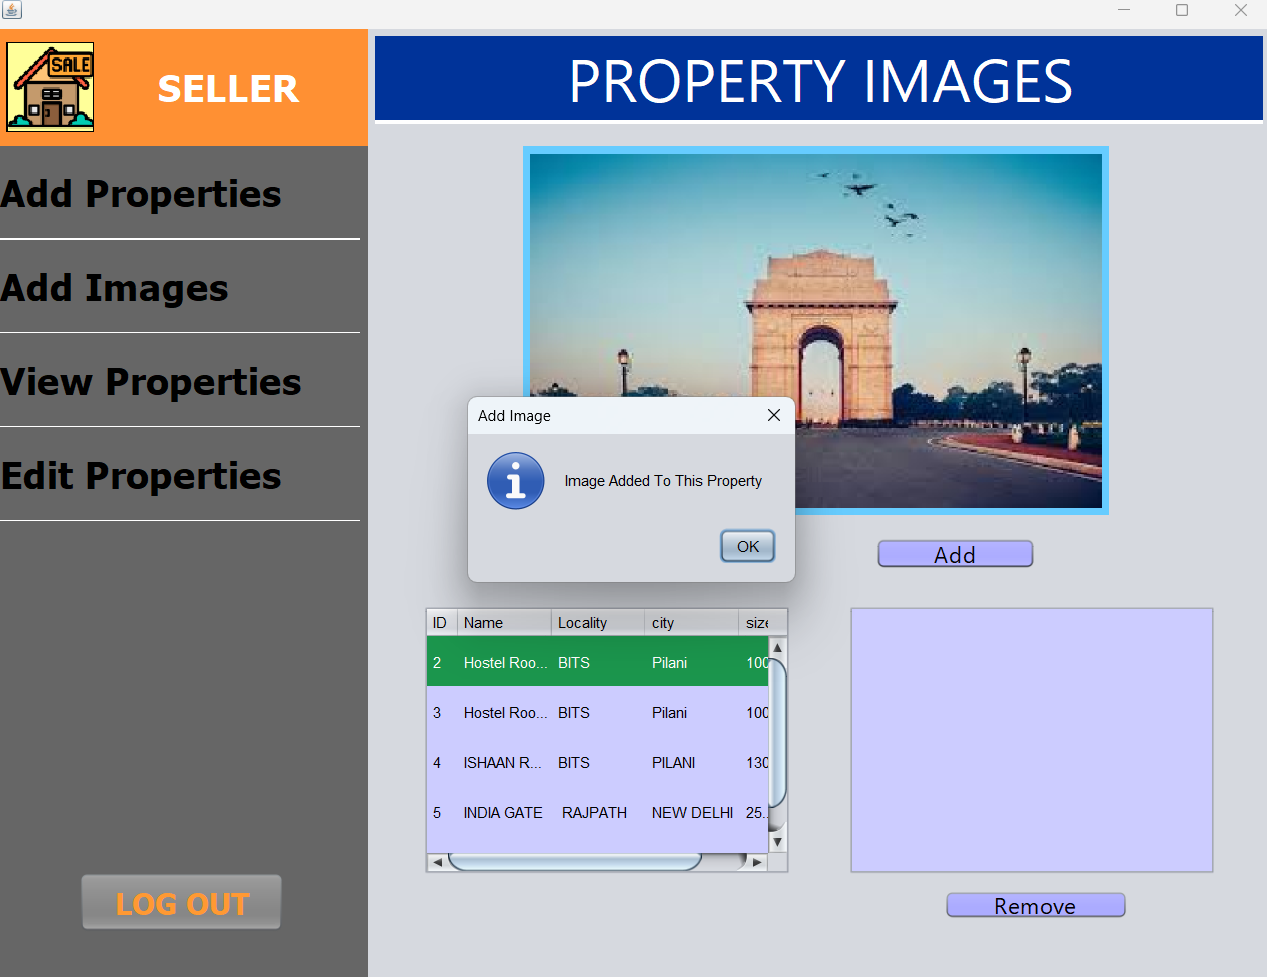 SALE
SELLER
PROPERTY IMAGES
Add Properties
Add Images
View Properties
Edit Properties
LOG OUT
Add Image
Image Added To This Property
OK
Add
ID Name Locality city size
2 Hostel Roo... BITS Pilani 100
3 Hostel Roo... BITS Pilani 100
4 ISHAAN R... BITS PILANI 130
5 INDIA GATE RAJPATH NEW DELHI 25..
Remove